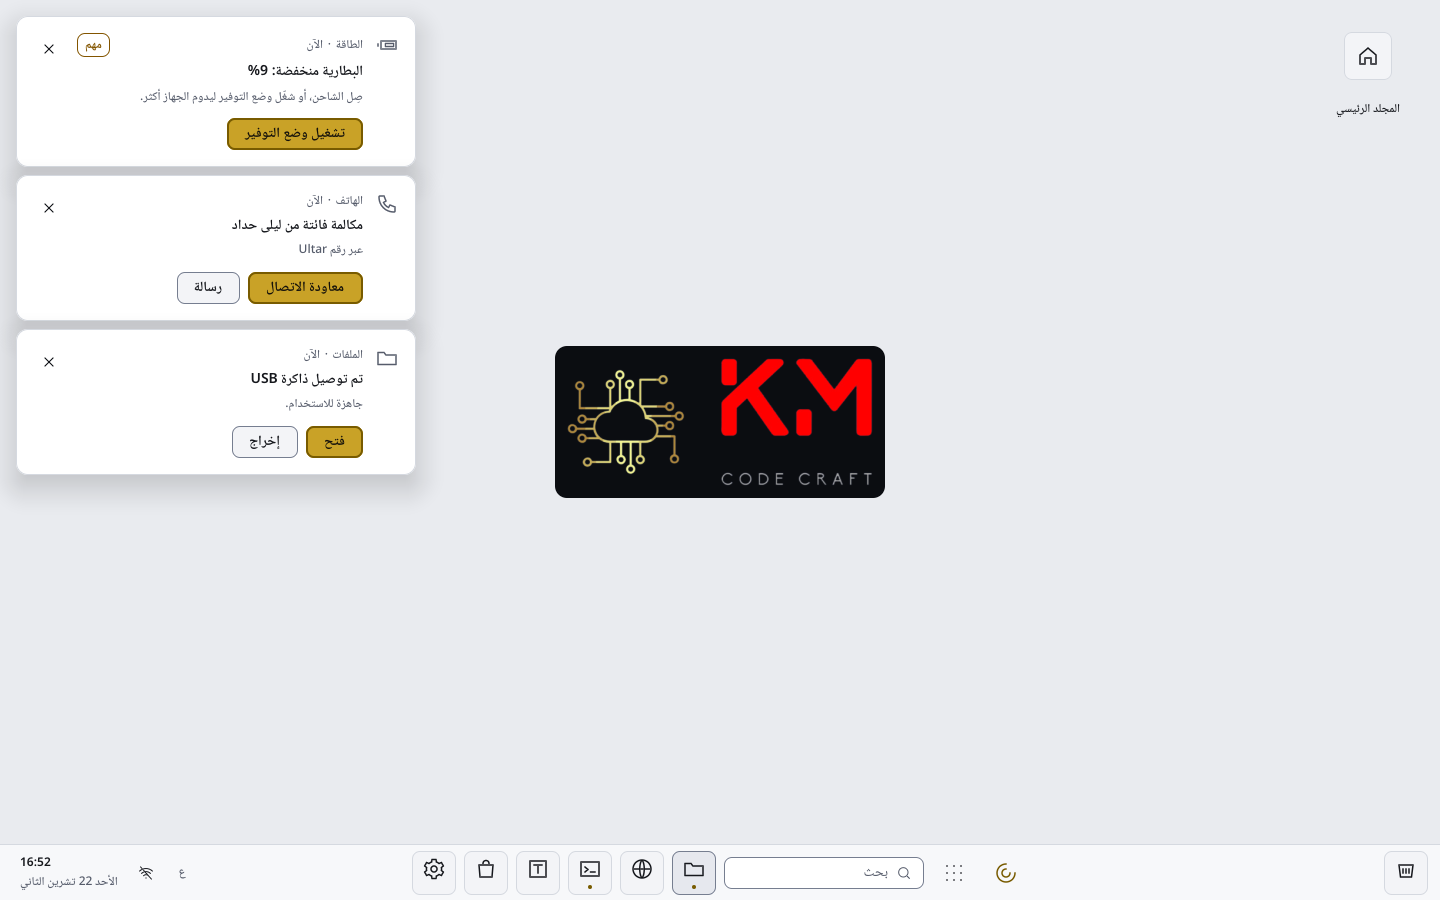 الطاقة · الآن
مهم
البطارية منخفضة: 9%
صِل الشاحن، أو شغّل وضع التوفير ليدوم الجهاز أكثر.
تشغيل وضع التوفير
الهاتف · الآن
مكالمة فائتة من ليلى حداد
عبر رقم Ultar
معاودة الاتصال
رسالة
الملفات · الآن
تم توصيل ذاكرة USB
جاهزة للاستخدام.
فتح
إخراج
المجلد الرئيسي
KM
CODE CRAFT
بحث
ع
16:52
الأحد 22 تشرين الثاني